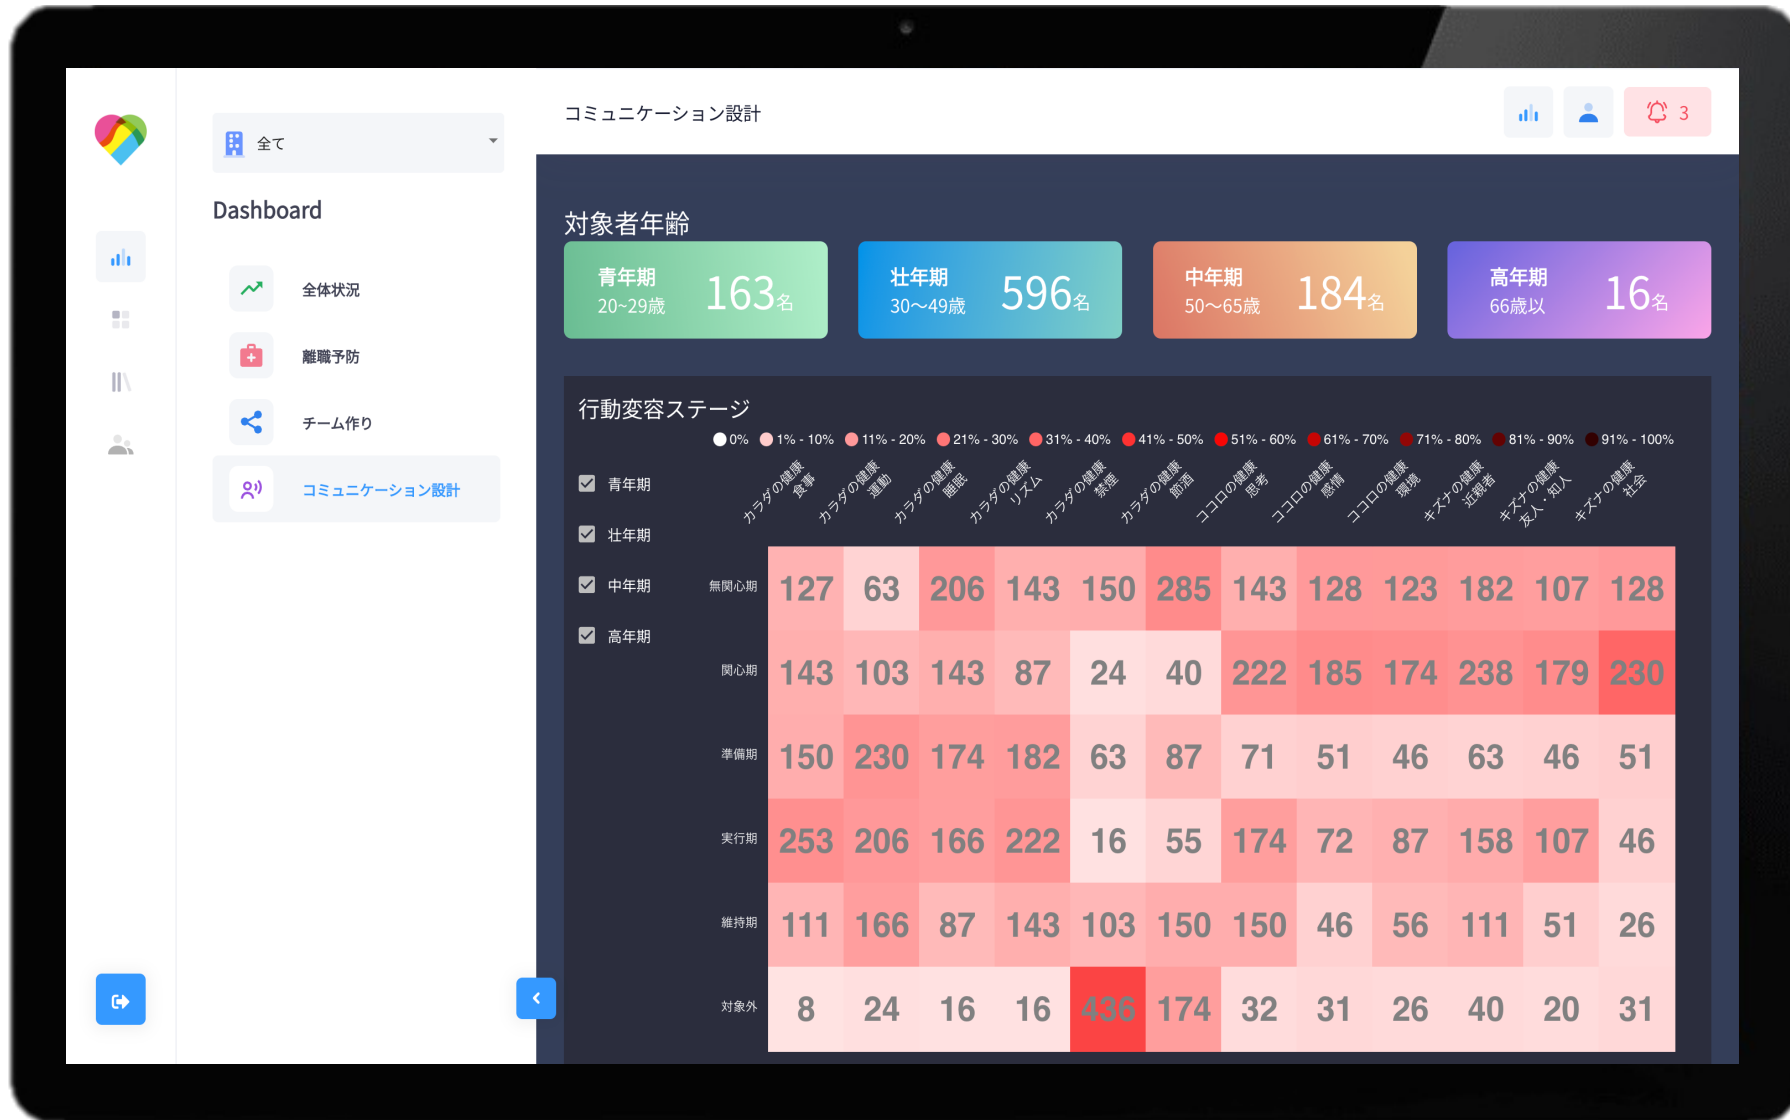 コミュニケーション設計
3
全て
Dashboard
全体状況
離職予防
チーム作り
コミュニケーション設計
対象者年齢
青年期
20~29歳
163名
壮年期
30〜49歳
596名
中年期
50〜65歳
184名
高年期
66歳以
16名
行動変容ステージ
0% 1% - 10% 11% - 20% 21% - 30% 31% - 40% 41% - 50% 51% - 60% 61% - 70% 71% - 80% 81% - 90% 91% - 100%
青年期
壮年期
中年期
高年期
カラダの健康
食事
カラダの健康
運動
カラダの健康
睡眠
カラダの健康
リズム
カラダの健康
禁煙
カラダの健康
節酒
ココロの健康
思考
ココロの健康
感情
ココロの健康
環境
キズナの健康
近親者
キズナの健康
友人・知人
キズナの健康
社会
無関心期 127 63 206 143 150 285 143 128 123 182 107 128
関心期 143 103 143 87 24 40 222 185 174 238 179 230
準備期 150 230 174 182 63 87 71 51 46 63 46 51
実行期 253 206 166 222 16 55 174 72 87 158 107 46
維持期 111 166 87 143 103 150 150 46 56 111 51 26
対象外 8 24 16 16 436 174 32 31 26 40 20 31